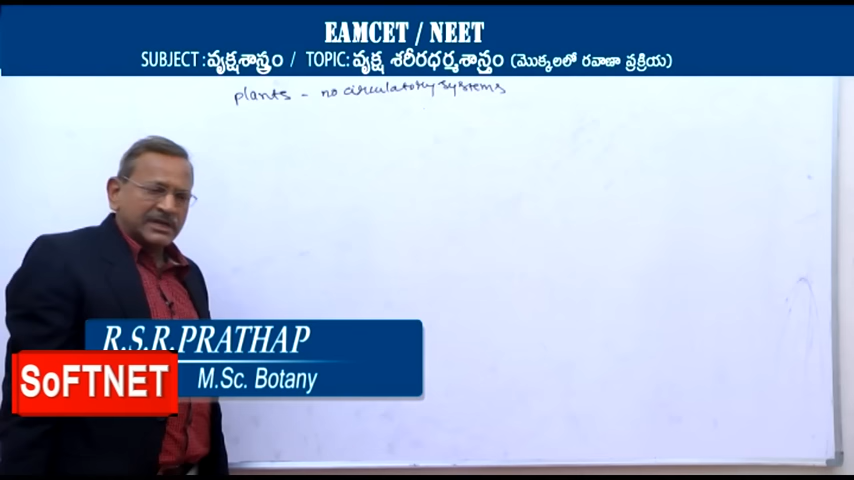 EAMCET / NEET
SUBJECT : వృక్షశాస్త్రం / TOPIC: వృక్ష శరీరధర్మశాస్త్రం (మొక్కలలో రవాణా ప్రక్రియ)
plants - no circulatory systems
R.S.R.PRATHAP
M.Sc. Botany
SoFTNET